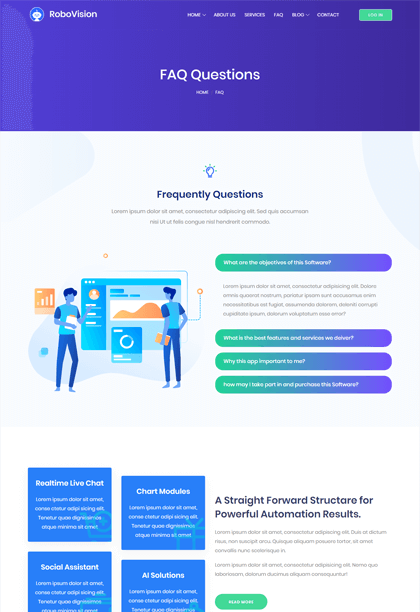 RoboVision
HOME ABOUT US SERVICES FAQ BLOG CONTACT LOG IN
FAQ Questions
HOME FAQ
Frequently Questions
Lorem ipsum dolor sit amet, consectetur adipiscing elit. Sed quis accumsan
nisi Ut ut felis congue nisl hendrerit commodo.
What are the objectives of this Software?
Lorem ipsum dolor sit amet, consectetur adipisicing elit. Dolores
omnis quaerat nostrum, pariatur ipsam sunt accusamus enim
necessitatibus est fugiat, assumenda dolorem, deleniti corrupti
cupiditate ipsum, dolorum voluptatum esse error?
What is the best features and services we deiver?
Why this app important to me?
how may I take part in and purchase this Software?
Realtime Live Chat
Lorem ipsum dolor sit amet,
conse ctetur adipi sicing elit.
Tenetur quae dignissimos
atque minima sit amet
Chart Modules
Lorem ipsum dolor sit amet,
conse ctetur adipi sicing elit.
Tenetur quae dignissimos
atque minima sit amet
Social Assistant
Lorem ipsum dolor sit amet,
conse ctetur adipi sicing elit.
Tenetur quae dignissimos
AI Solutions
Lorem ipsum dolor sit amet,
conse ctetur adipi sicing elit.
A Straight Forward Structare for
Powerful Automation Results.
Lorem ipsum dolor sit amet, consectetur adipiscing elit. Duis at dictum
risus, non suscipit arcu. Quisque aliquam posuere tortor, sit amet
convallis nunc scelerisque in.
Lorem ipsum dolor sit amet, consectetur adipisicing elit. Nemo quo
laboriosam, dolorum ducimus aliquam consequuntur!
READ MORE